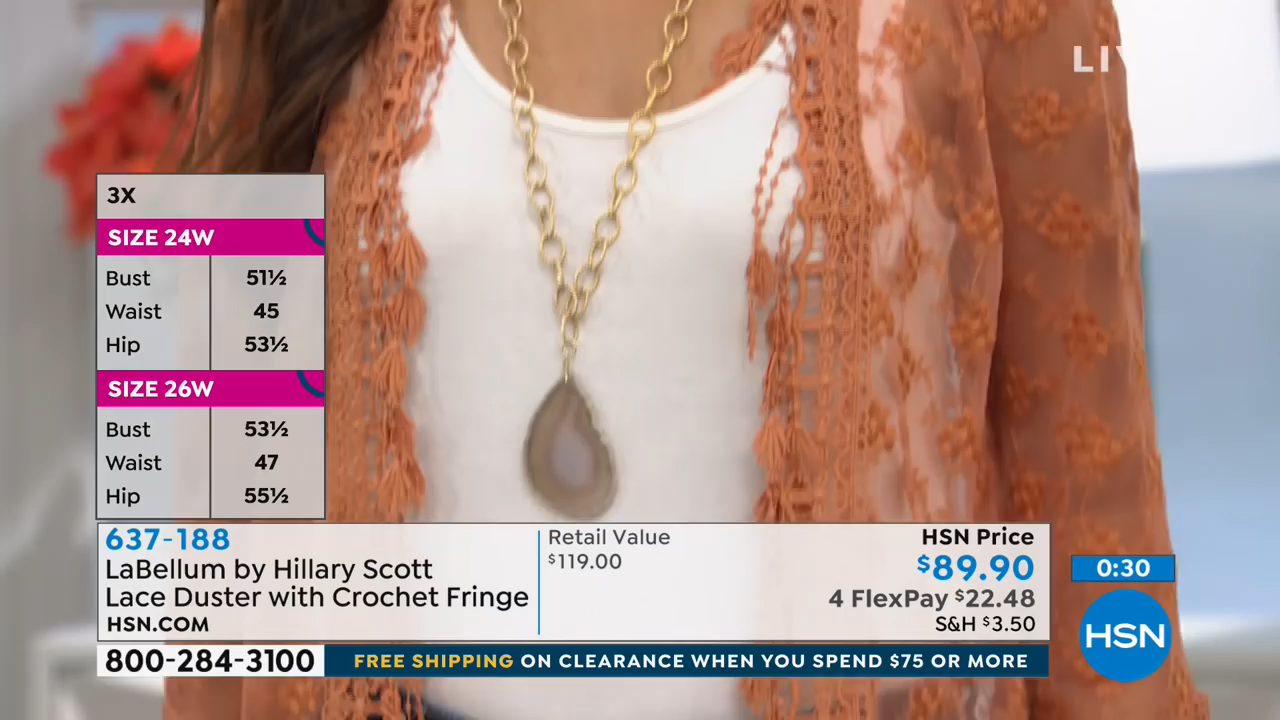 LIV
3X
SIZE 24W
Bust 51½
Waist 45
Hip 53½
SIZE 26W
Bust 53½
Waist 47
Hip 55½
637-188
LaBellum by Hillary Scott
Lace Duster with Crochet Fringe
HSN.COM
Retail Value
$119.00
HSN Price
$89.90
4 FlexPay $22.48
S&H $3.50
0:30
HSN
800-284-3100 FREE SHIPPING ON CLEARANCE WHEN YOU SPEND $75 OR MORE